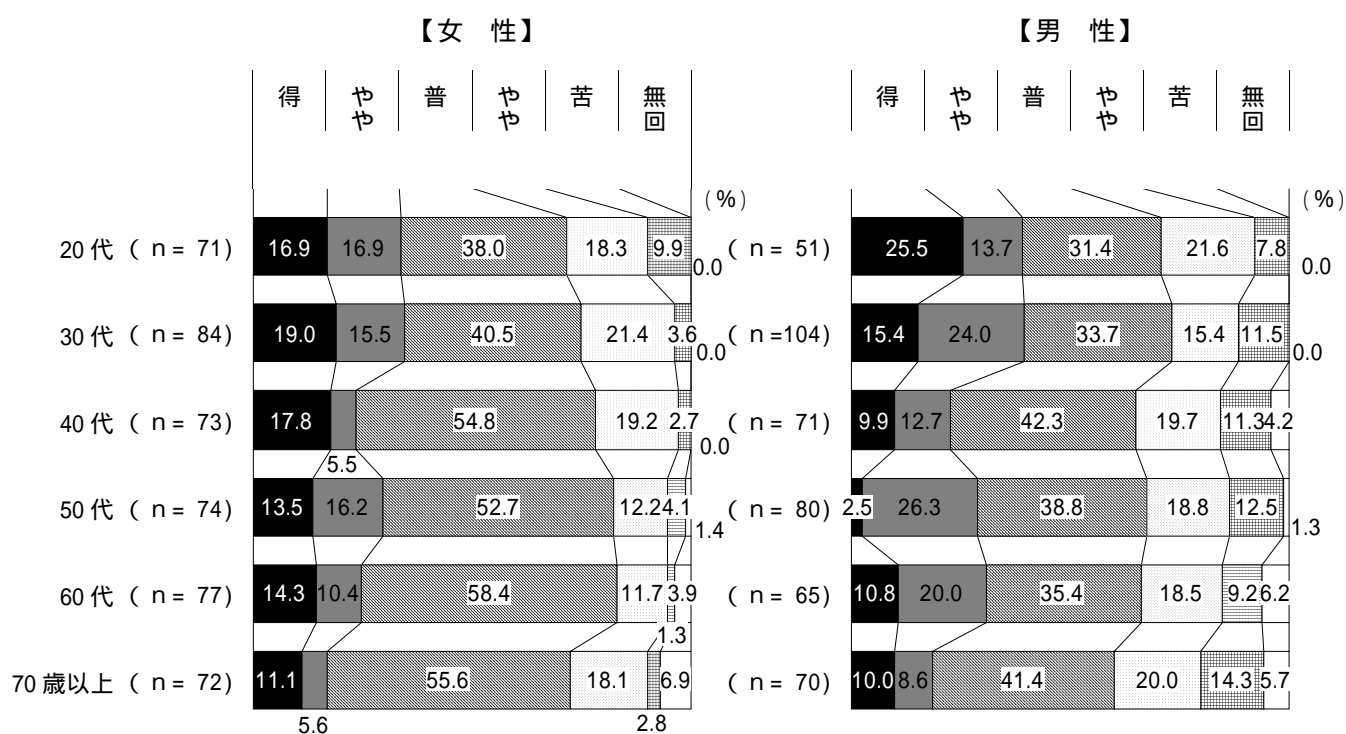 【女　性】
【男　性】
得 やや 普 やや 苦 無回
得 やや 普 やや 苦 無回
(%)
(%)
20代 ( n = 71) 16.9 16.9 38.0 18.3 9.9 0.0
( n = 51) 25.5 13.7 31.4 21.6 7.8 0.0
30代 ( n = 84) 19.0 15.5 40.5 21.4 3.6 0.0
( n =104) 15.4 24.0 33.7 15.4 11.5 0.0
40代 ( n = 73) 17.8 5.5 54.8 19.2 2.7 0.0
( n = 71) 9.9 12.7 42.3 19.7 11.3 4.2
50代 ( n = 74) 13.5 16.2 52.7 12.2 4.1 1.4
( n = 80) 2.5 26.3 38.8 18.8 12.5 1.3
60代 ( n = 77) 14.3 10.4 58.4 11.7 1.3 3.9
( n = 65) 10.8 20.0 35.4 18.5 9.2 6.2
70歳以上 ( n = 72) 11.1 5.6 55.6 18.1 2.8 6.9
( n = 70) 10.0 8.6 41.4 20.0 14.3 5.7